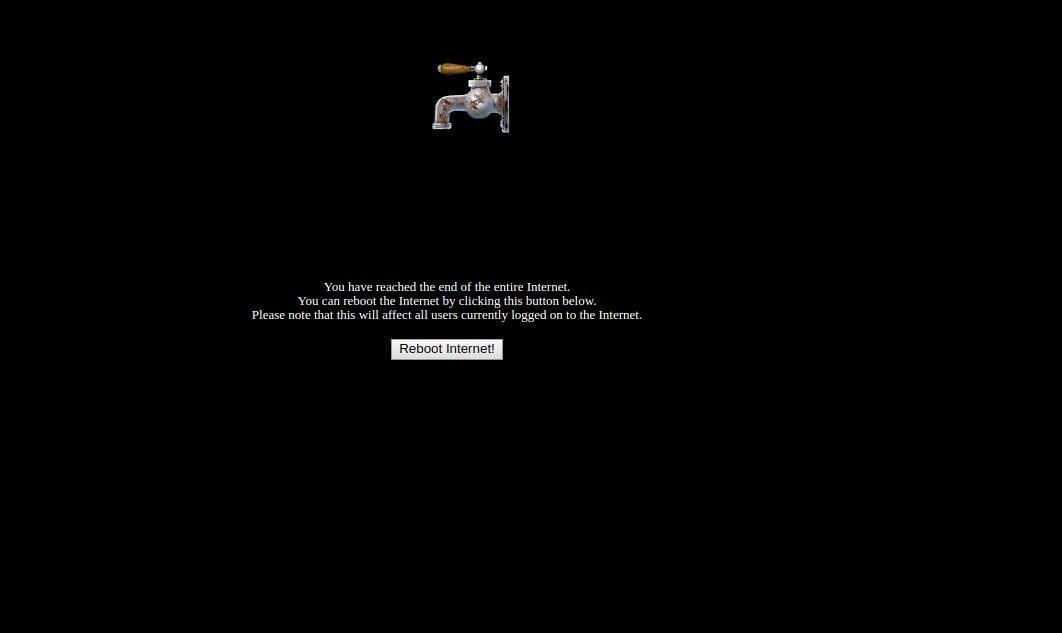 You have reached the end of the entire Internet.
You can reboot the Internet by clicking this button below.
Please note that this will affect all users currently logged on to the Internet.
Reboot Internet!